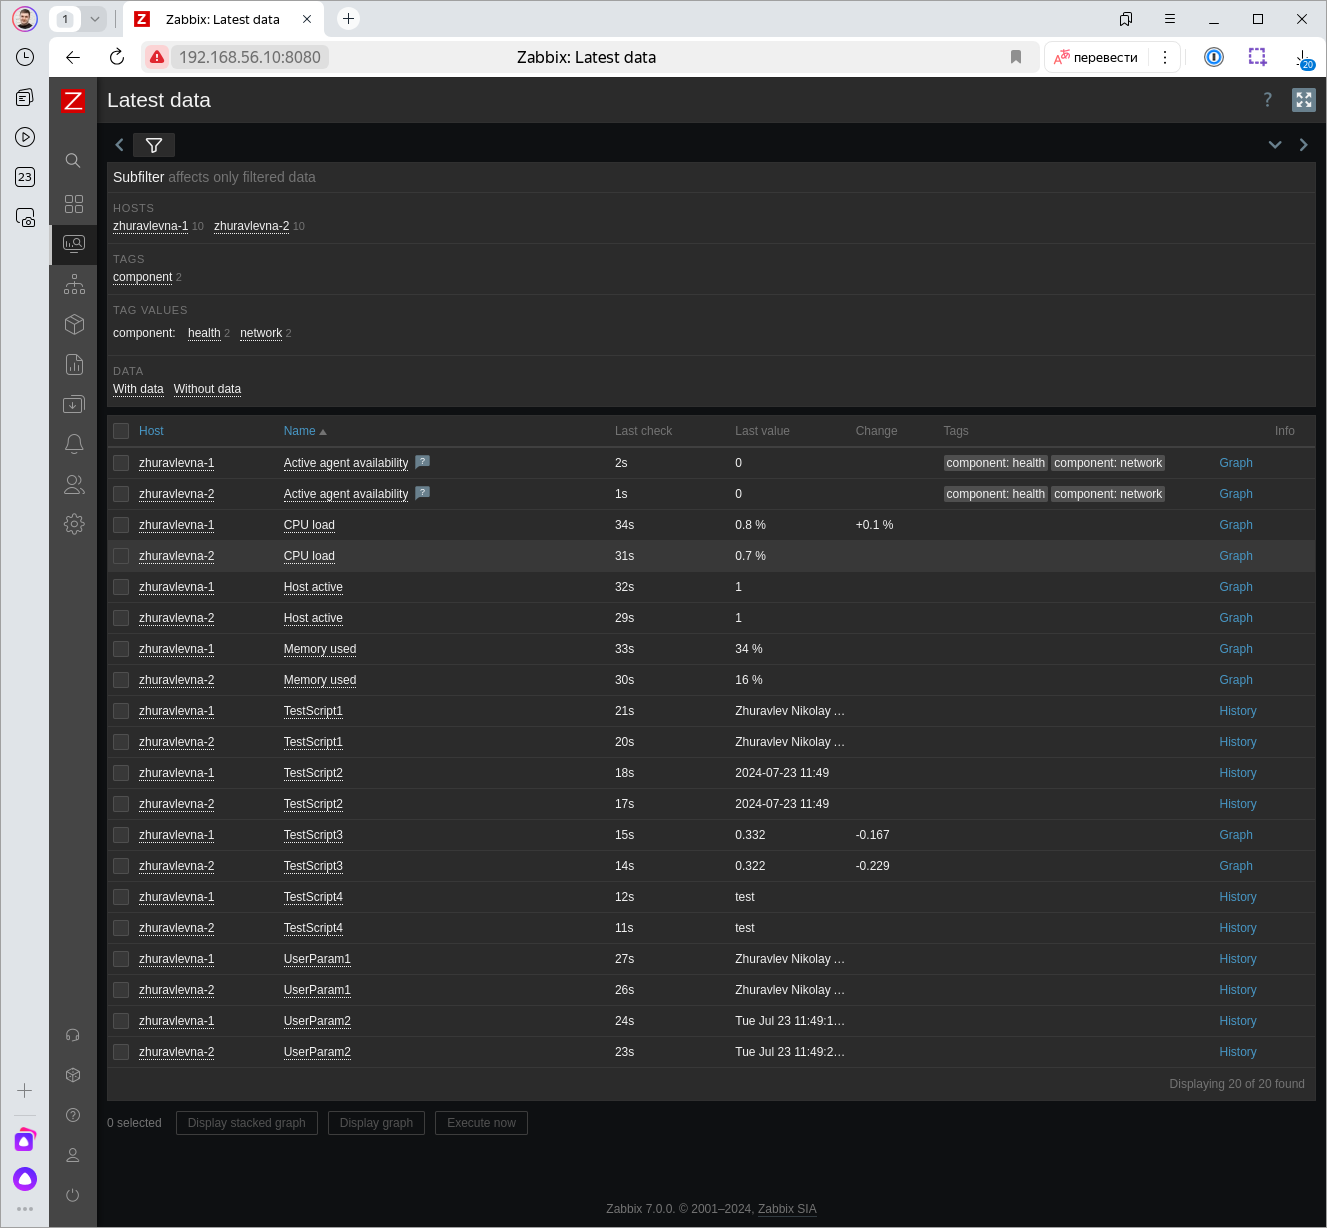 1
Zabbix: Latest data
192.168.56.10:8080
Zabbix: Latest data
перевести
20
23
Z
Latest data
?
Subfilter affects only filtered data
HOSTS
zhuravlevna-1 10 zhuravlevna-2 10
TAGS
component 2
TAG VALUES
component: health 2 network 2
DATA
With data Without data
Host Name Last check Last value Change Tags Info
zhuravlevna-1 Active agent availability ? 2s 0 component: health component: network Graph
zhuravlevna-2 Active agent availability ? 1s 0 component: health component: network Graph
zhuravlevna-1 CPU load 34s 0.8 % +0.1 % Graph
zhuravlevna-2 CPU load 31s 0.7 % Graph
zhuravlevna-1 Host active 32s 1 Graph
zhuravlevna-2 Host active 29s 1 Graph
zhuravlevna-1 Memory used 33s 34 % Graph
zhuravlevna-2 Memory used 30s 16 % Graph
zhuravlevna-1 TestScript1 21s Zhuravlev Nikolay ... History
zhuravlevna-2 TestScript1 20s Zhuravlev Nikolay ... History
zhuravlevna-1 TestScript2 18s 2024-07-23 11:49 History
zhuravlevna-2 TestScript2 17s 2024-07-23 11:49 History
zhuravlevna-1 TestScript3 15s 0.332 -0.167 Graph
zhuravlevna-2 TestScript3 14s 0.322 -0.229 Graph
zhuravlevna-1 TestScript4 12s test History
zhuravlevna-2 TestScript4 11s test History
zhuravlevna-1 UserParam1 27s Zhuravlev Nikolay ... History
zhuravlevna-2 UserParam1 26s Zhuravlev Nikolay ... History
zhuravlevna-1 UserParam2 24s Tue Jul 23 11:49:1... History
zhuravlevna-2 UserParam2 23s Tue Jul 23 11:49:2... History
Displaying 20 of 20 found
0 selected Display stacked graph Display graph Execute now
Zabbix 7.0.0. © 2001–2024, Zabbix SIA